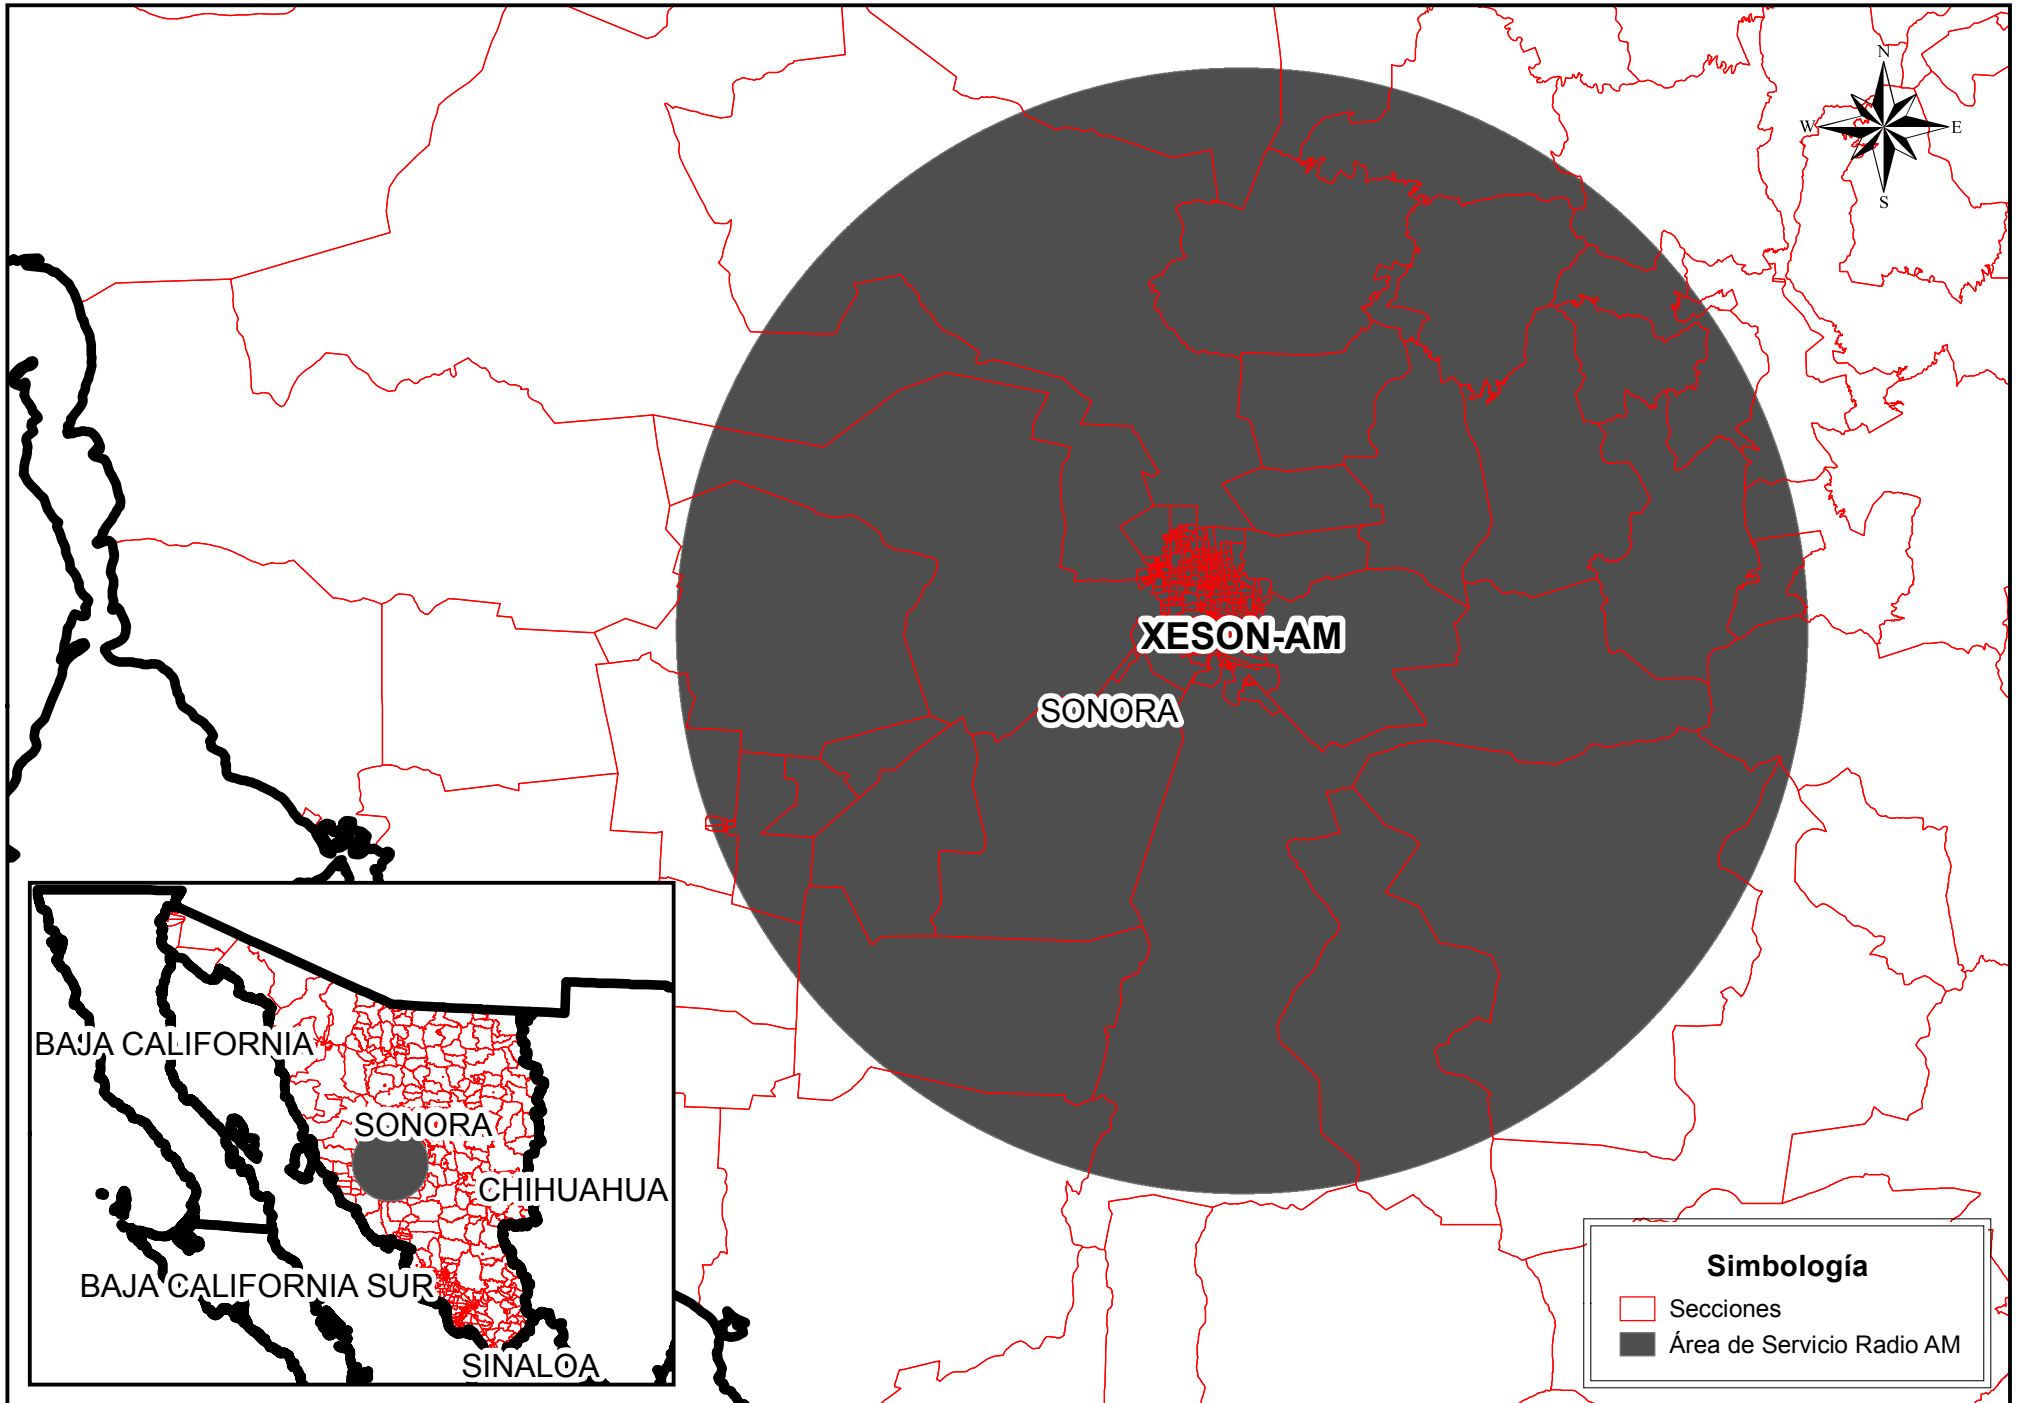 N
W
E
S
XESON-AM
SONORA
BAJA CALIFORNIA
SONORA
CHIHUAHUA
BAJA CALIFORNIA SUR
SINALOA
Simbología
Secciones
Área de Servicio Radio AM